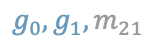 g₀, g₁, m₂₁